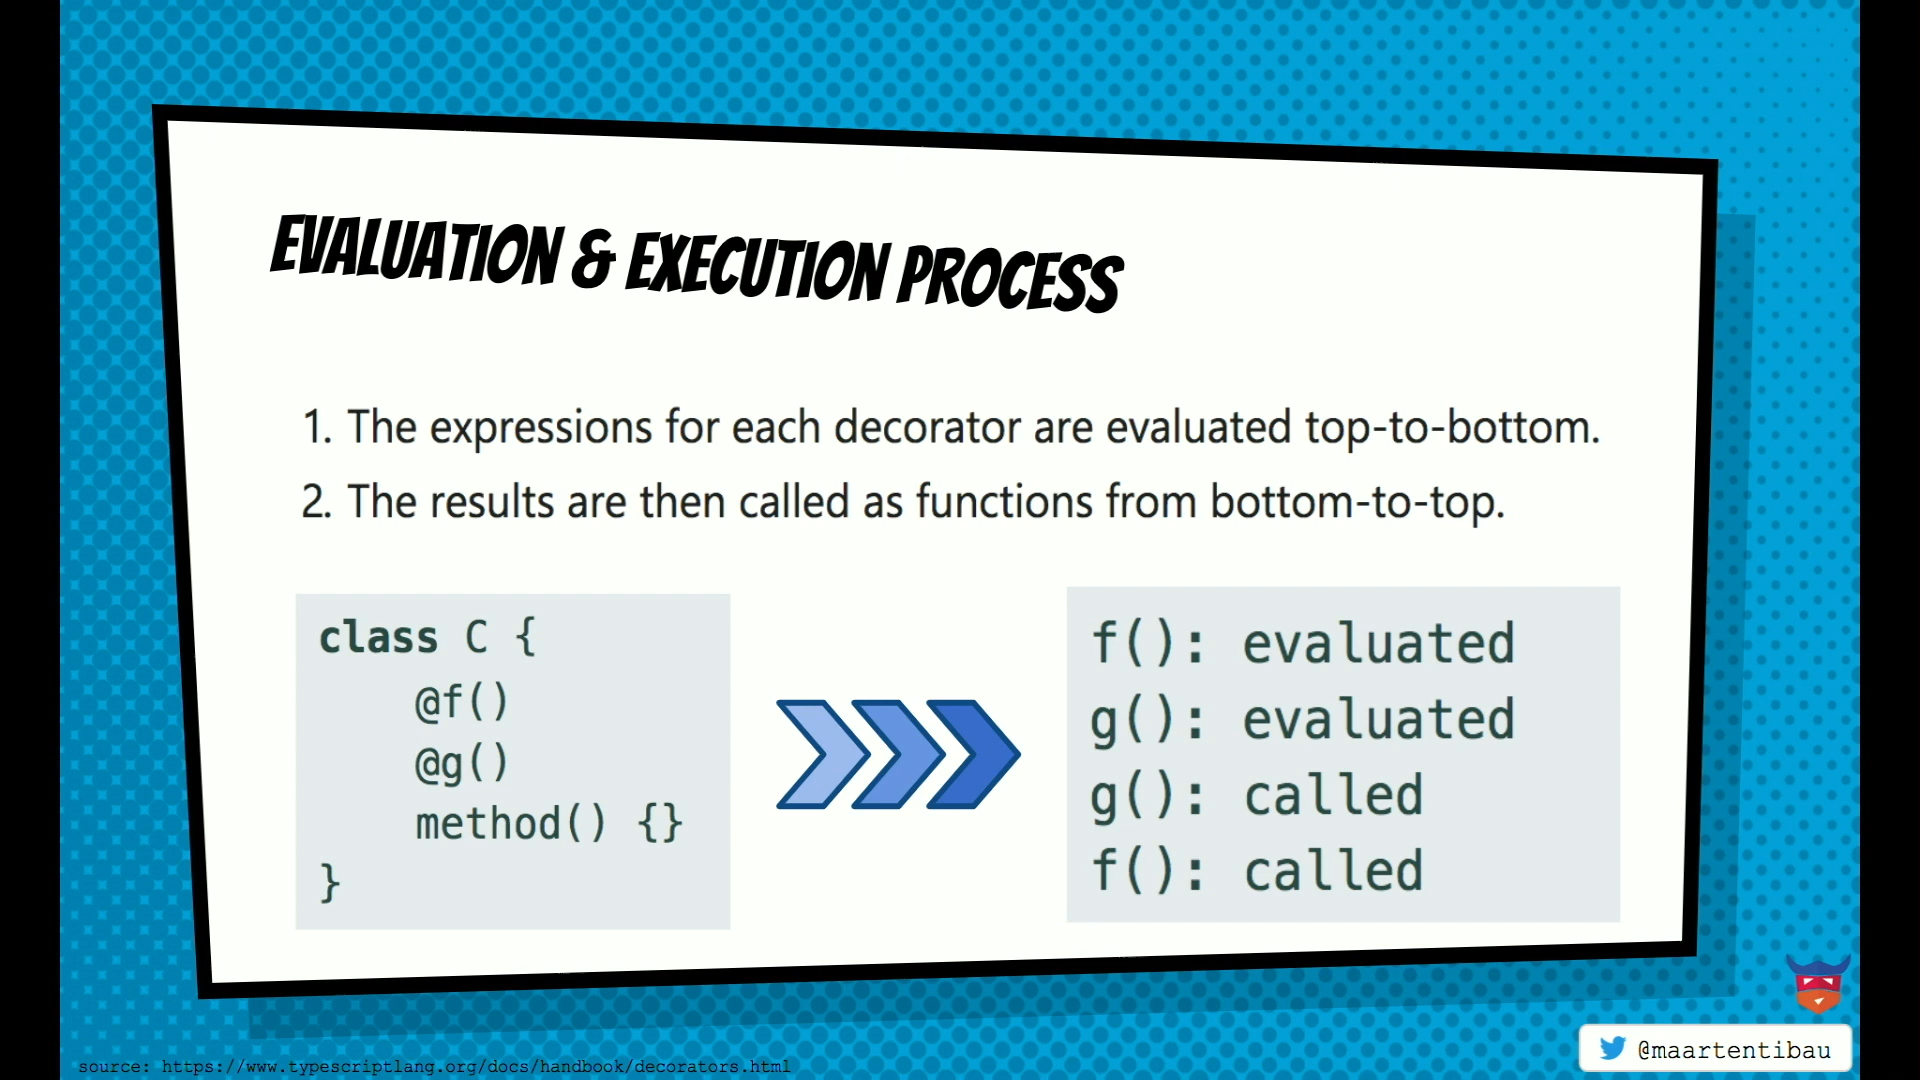 EVALUATION & EXECUTION PROCESS
1. The expressions for each decorator are evaluated top-to-bottom.
2. The results are then called as functions from bottom-to-top.
class C {
    @f()
    @g()
    method() {}
}
f(): evaluated
g(): evaluated
g(): called
f(): called
@maartentibau
source: https://www.typescriptlang.org/docs/handbook/decorators.html